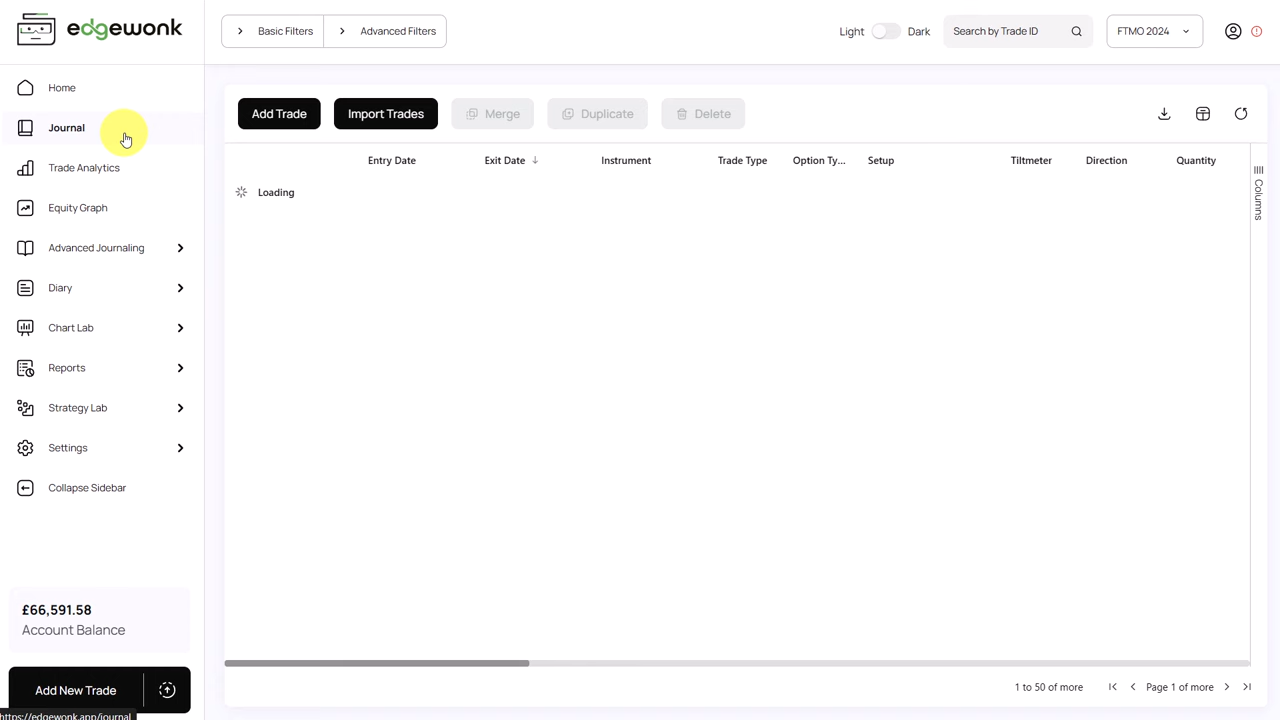 edgewonk
Basic Filters
Advanced Filters
Light
Dark
Search by Trade ID
FTMO 2024
Home
Journal
Trade Analytics
Equity Graph
Advanced Journaling
Diary
Chart Lab
Reports
Strategy Lab
Settings
Collapse Sidebar
£66,591.58
Account Balance
Add New Trade
https://edgewonk.app/journal
Add Trade
Import Trades
Merge
Duplicate
Delete
Entry Date
Exit Date
Instrument
Trade Type
Option Ty...
Setup
Tiltmeter
Direction
Quantity
Loading
Columns
1 to 50 of more
Page 1 of more